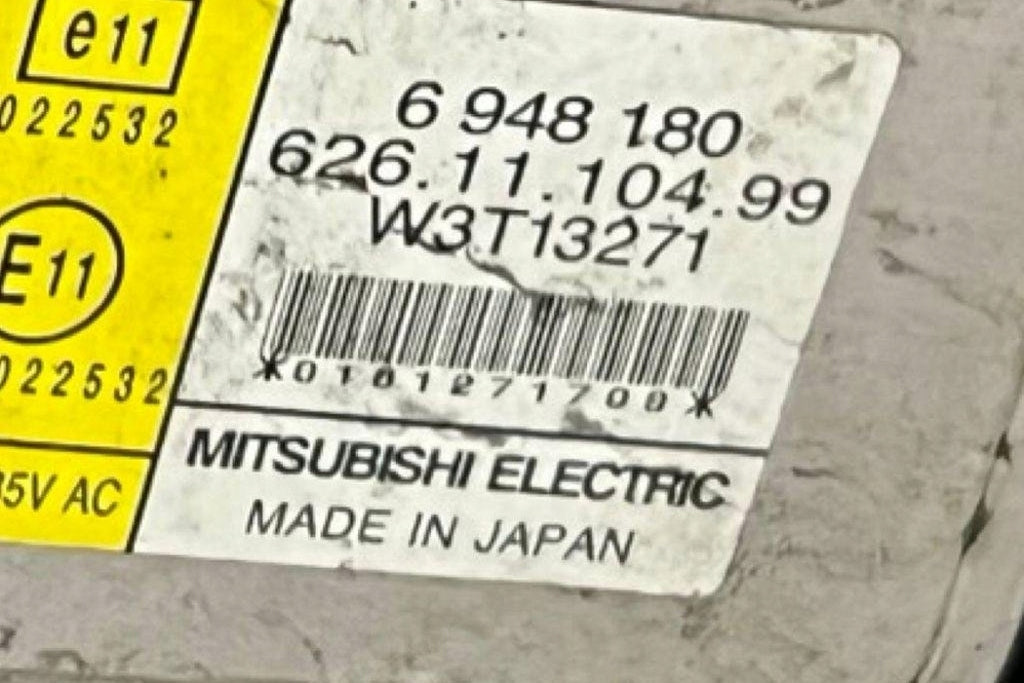 e11
022532
E11
022532
5V AC
6 948 180
626.11.104.99
W3T13271
*0101271700*
MITSUBISHI ELECTRIC
MADE IN JAPAN